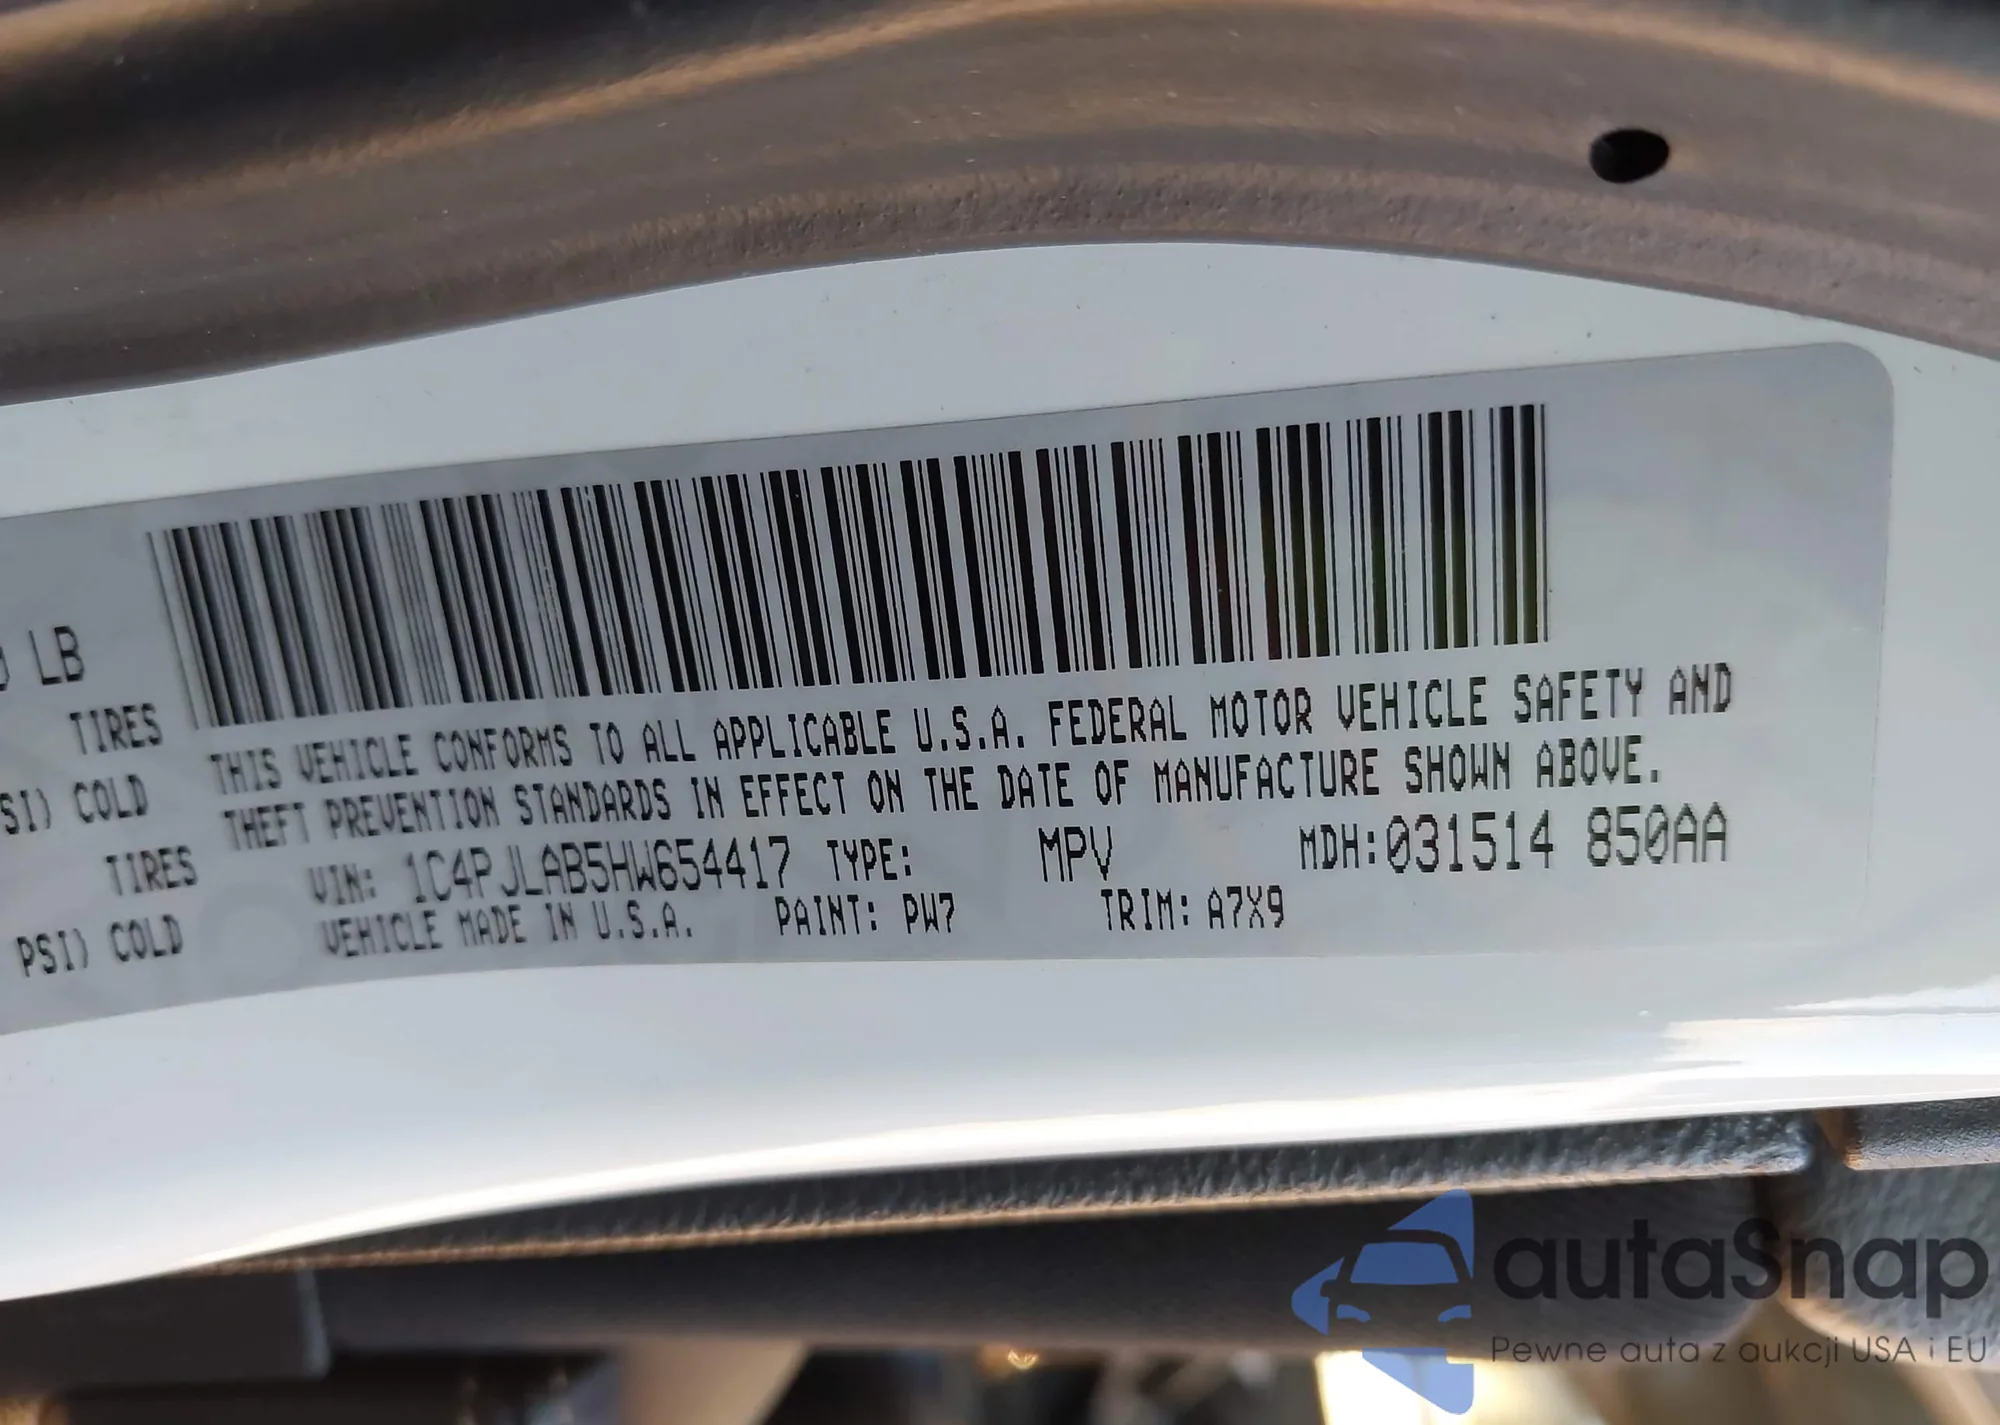 LB
TIRES
SI) COLD
TIRES
PSI) COLD
THIS VEHICLE CONFORMS TO ALL APPLICABLE U.S.A. FEDERAL MOTOR VEHICLE SAFETY AND
THEFT PREVENTION STANDARDS IN EFFECT ON THE DATE OF MANUFACTURE SHOWN ABOVE.
VIN: 1C4PJLAB5HW654417 TYPE: MPV MDH:031514 850AA
VEHICLE MADE IN U.S.A. PAINT: PW7 TRIM: A7X9
autaSnap
Pewne auta z aukcji USA i EU